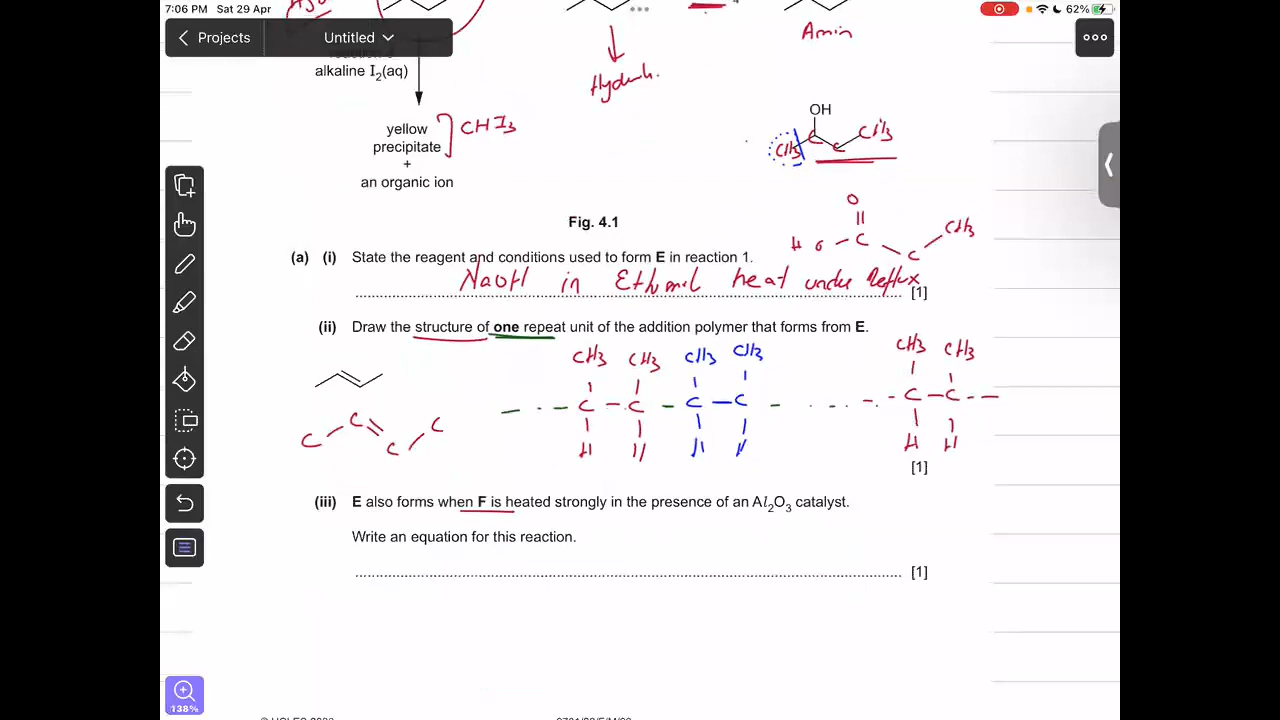 7:06 PM Sat 29 Apr
62%
Projects
Untitled
Amin
alkaline I₂(aq)
yellow
precipitate
CHI₃
+
an organic ion
OH
CH₃ C C CH₃
Fig. 4.1
O
H O C C CH₃
(a) (i) State the reagent and conditions used to form E in reaction 1.
NaOH in Ethanol heat under Reflux [1]
(ii) Draw the structure of one repeat unit of the addition polymer that forms from E.
CH₃ CH₃ CH₃ CH₃ CH₃ CH₃
C C C C C C
C C C C
H H H H H H
[1]
(iii) E also forms when F is heated strongly in the presence of an Al₂O₃ catalyst.
Write an equation for this reaction.
[1]
138%